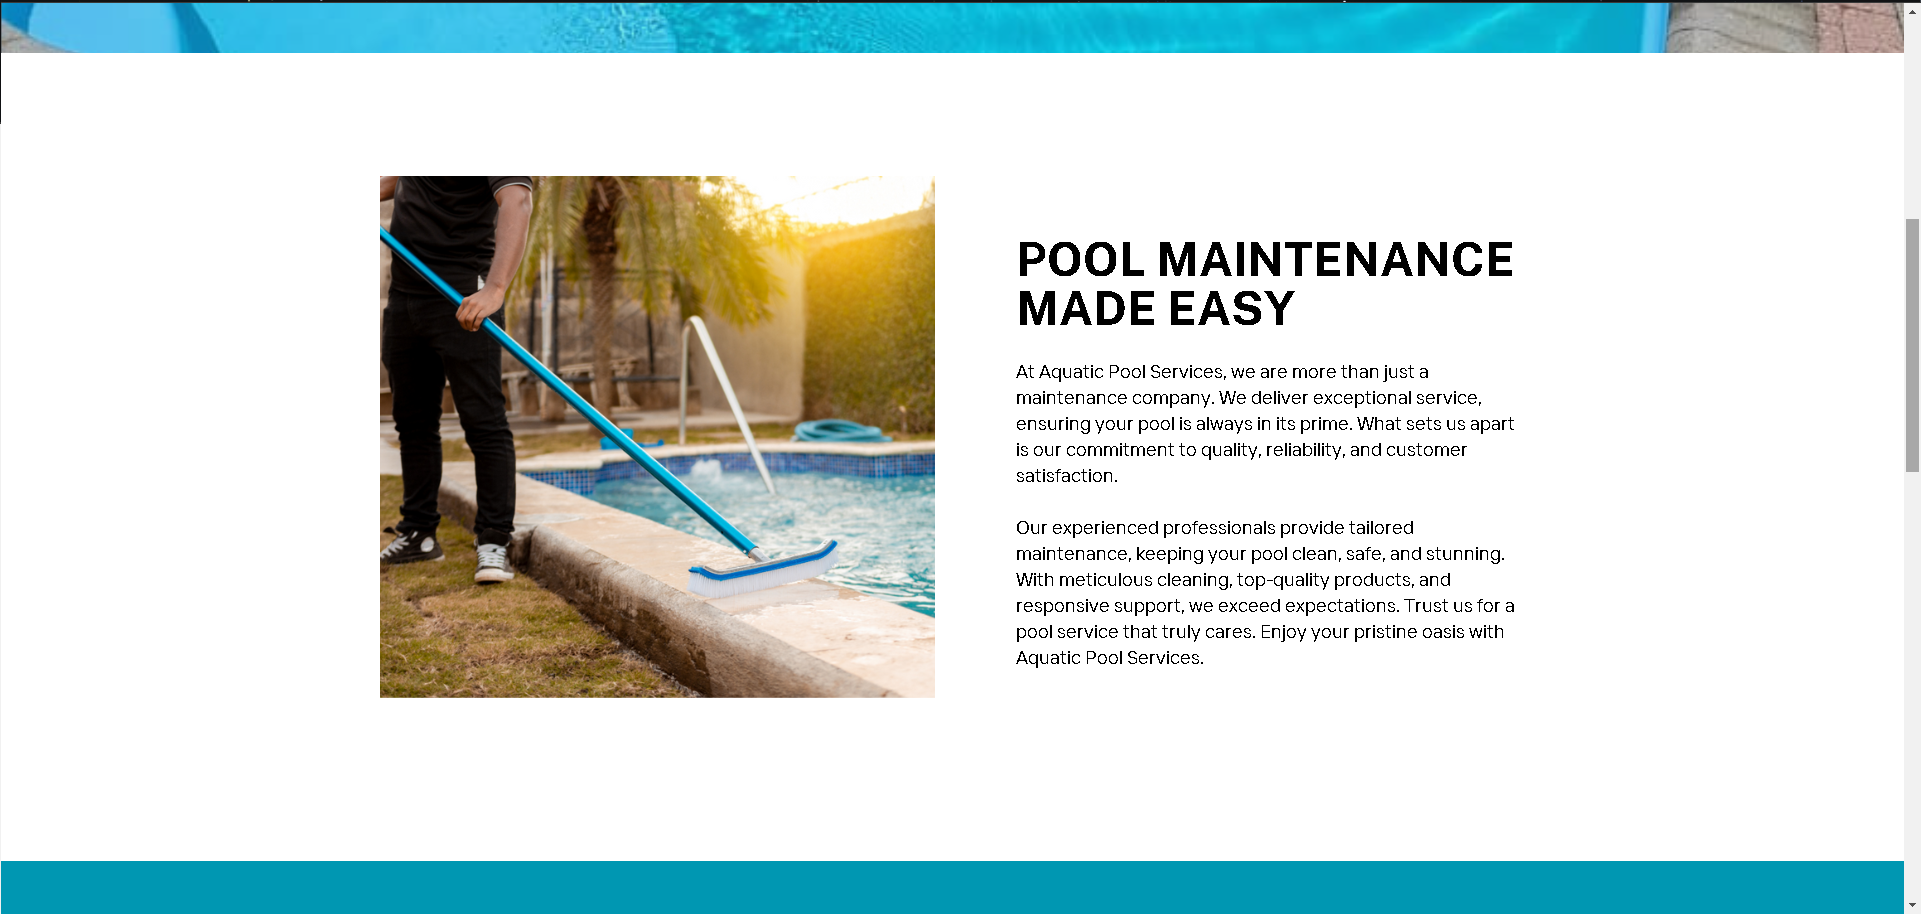 POOL MAINTENANCE
MADE EASY
At Aquatic Pool Services, we are more than just a
maintenance company. We deliver exceptional service,
ensuring your pool is always in its prime. What sets us apart
is our commitment to quality, reliability, and customer
satisfaction.
Our experienced professionals provide tailored
maintenance, keeping your pool clean, safe, and stunning.
With meticulous cleaning, top-quality products, and
responsive support, we exceed expectations. Trust us for a
pool service that truly cares. Enjoy your pristine oasis with
Aquatic Pool Services.